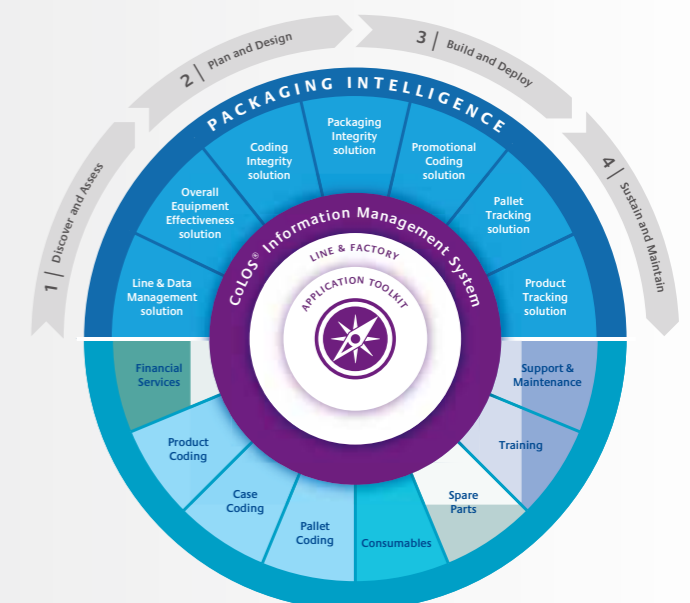 1 | Discover and Assess
2 | Plan and Design
3 | Build and Deploy
4 | Sustain and Maintain
PACKAGING INTELLIGENCE
Line & Data
Management
solution
Overall
Equipment
Effectiveness
solution
Coding
Integrity
solution
Packaging
Integrity
solution
Promotional
Coding
solution
Pallet
Tracking
solution
Product
Tracking
solution
CoLOS® Information Management System
LINE & FACTORY
APPLICATION TOOLKIT
Financial
Services
Product
Coding
Case
Coding
Pallet
Coding
Consumables
Spare
Parts
Training
Support &
Maintenance